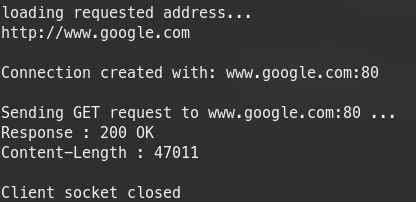 loading requested address...
http://www.google.com
Connection created with: www.google.com:80
Sending GET request to www.google.com:80 ...
Response : 200 OK
Content-Length : 47011
Client socket closed